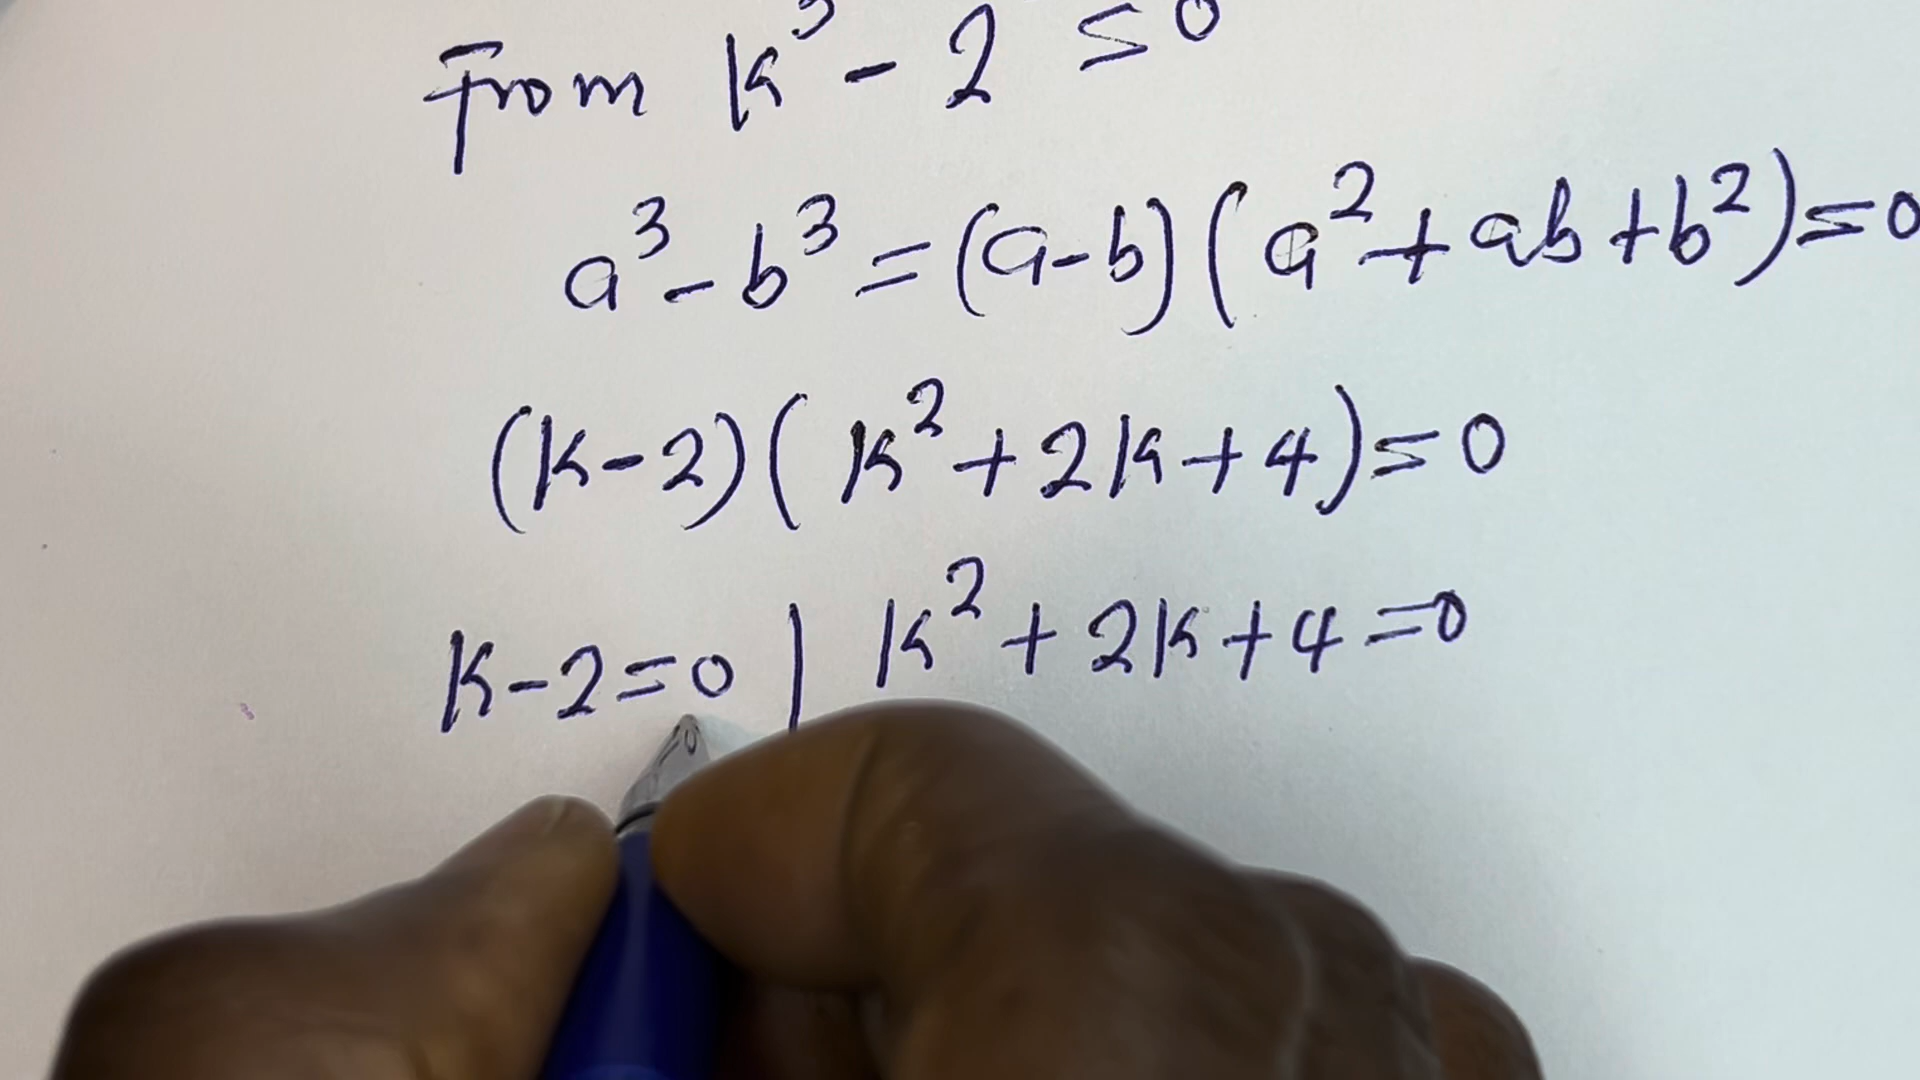 From k³ - 2 = 0
a³ - b³ = (a-b)(a² + ab + b²) = 0
(k-2)(k² + 2k + 4) = 0
k-2=0 | k² + 2k + 4 = 0